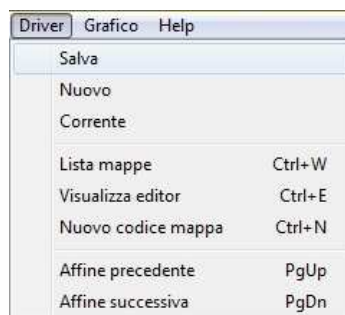 Driver Grafico Help
Salva
Nuovo
Corrente
Lista mappe Ctrl+W
Visualizza editor Ctrl+E
Nuovo codice mappa Ctrl+N
Affine precedente PgUp
Affine successiva PgDn